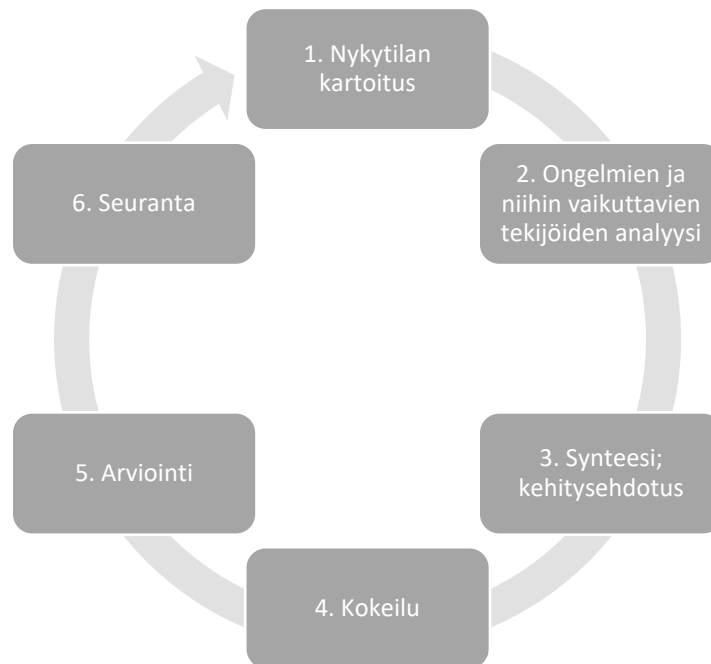 1. Nykytilan
kartoitus
2. Ongelmien ja
niihin vaikuttavien
tekijöiden analyysi
3. Synteesi;
kehitysehdotus
4. Kokeilu
5. Arviointi
6. Seuranta